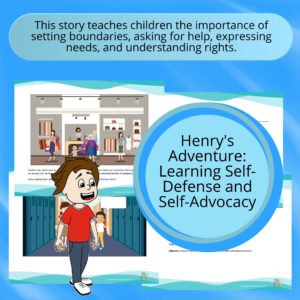 This story teaches children the importance of
setting boundaries, asking for help, expressing
needs, and understanding rights.
Henry's
Adventure:
Learning Self-
Defense and
Self-Advocacy